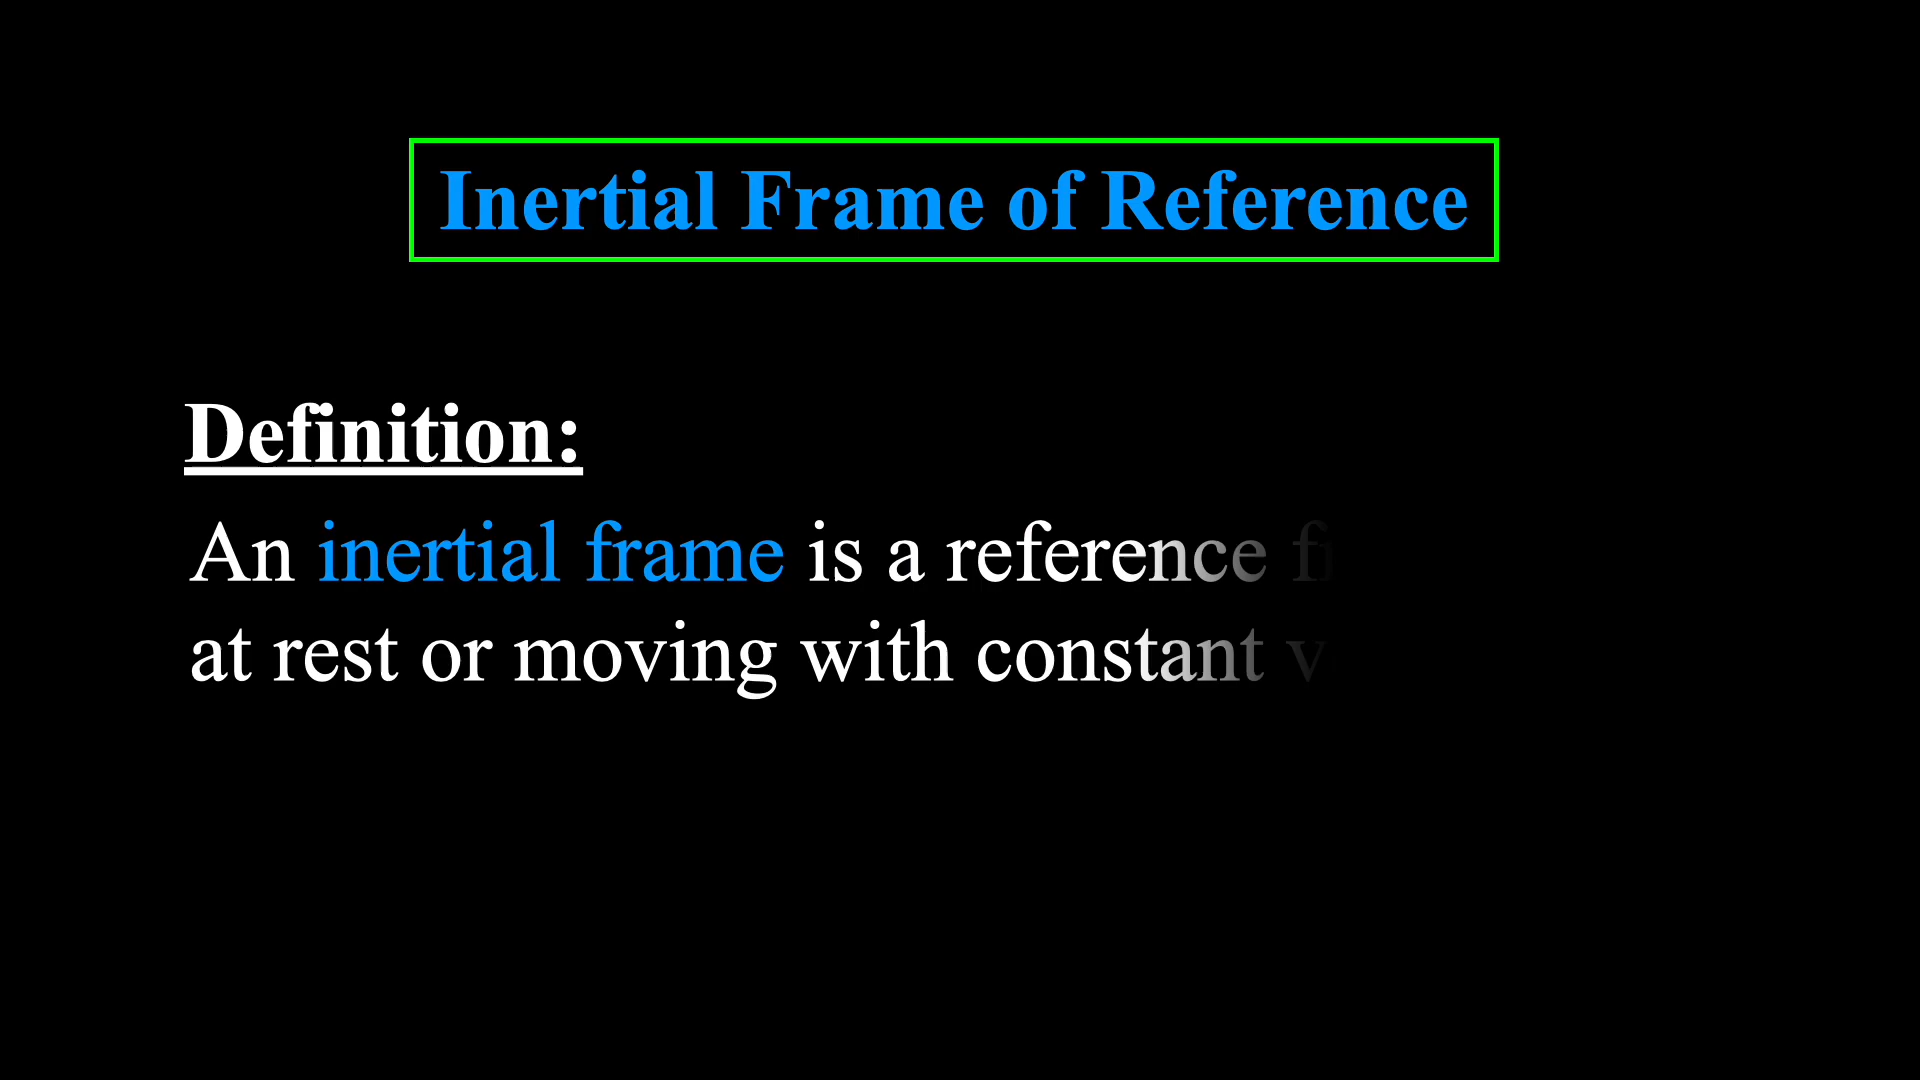 Inertial Frame of Reference
Definition:
An inertial frame is a reference
at rest or moving with constant